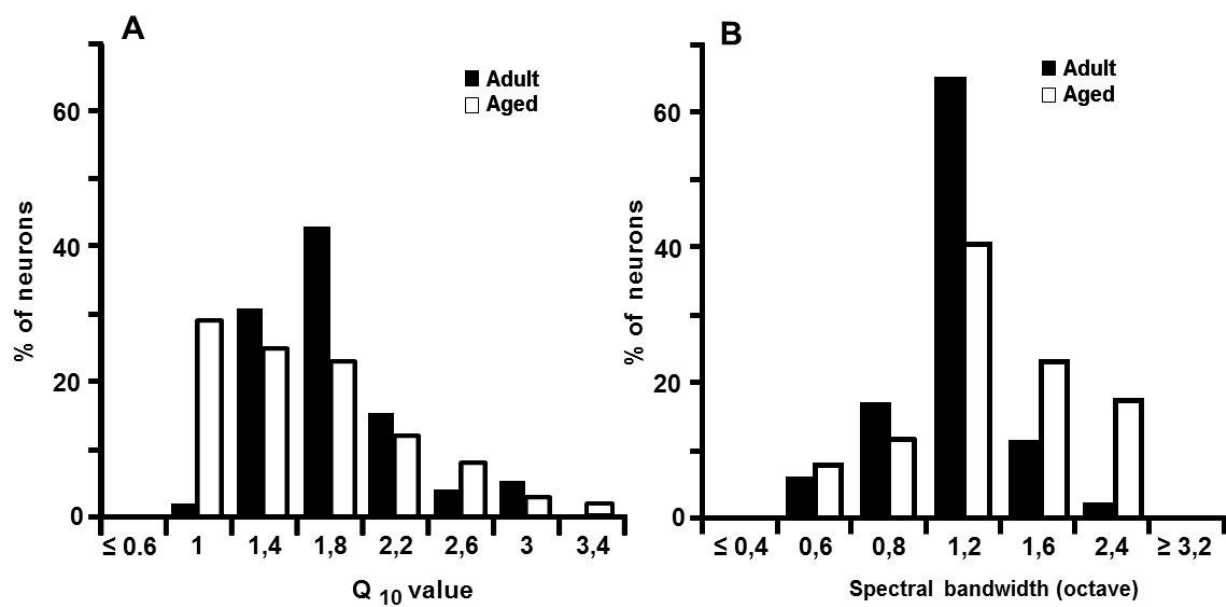 A
Adult
Aged
60
40
20
0
% of neurons
≤ 0.6 1 1,4 1,8 2,2 2,6 3 3,4
Q 10 value
B
Adult
Aged
60
40
20
0
% of neurons
≤ 0,4 0,6 0,8 1,2 1,6 2,4 ≥ 3,2
Spectral bandwidth (octave)